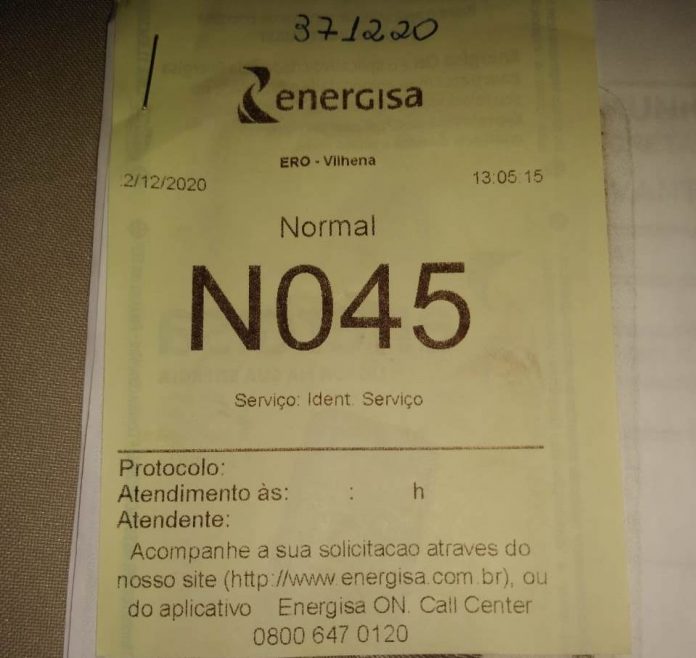 371220
energisa
ERO - Vilhena
2/12/2020 13:05:15
Normal
N045
Serviço: Ident. Serviço
Protocolo:
Atendimento às: : h
Atendente:
Acompanhe a sua solicitacao atraves do
nosso site (http://www.energisa.com.br), ou
do aplicativo Energisa ON. Call Center
0800 647 0120